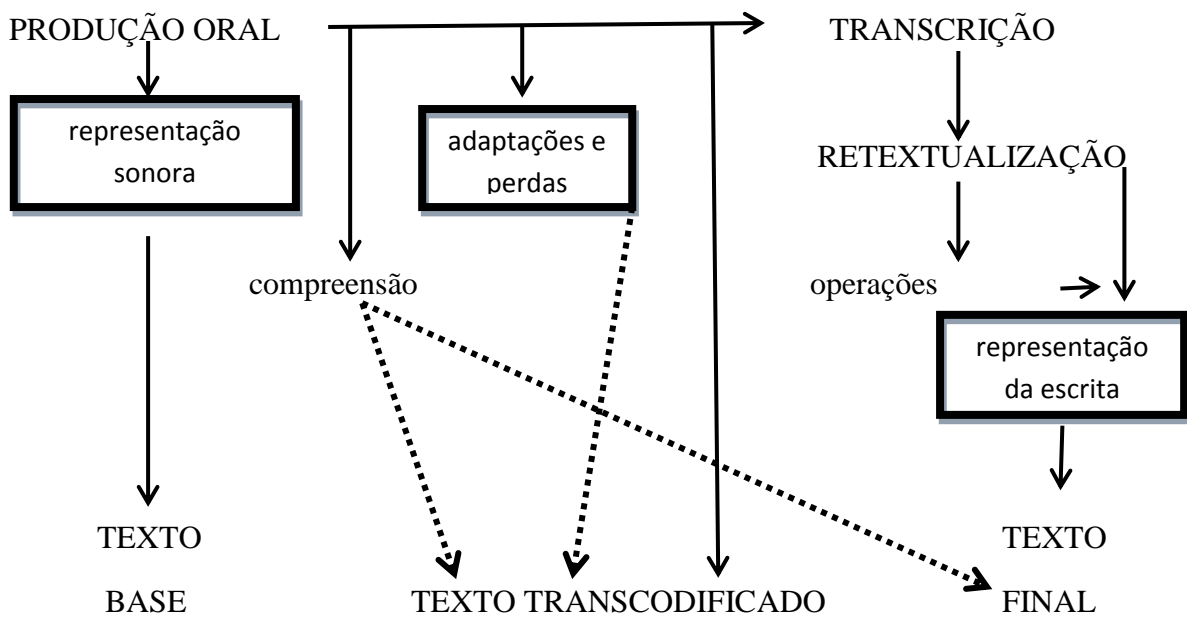 PRODUÇÃO ORAL
TRANSCRIÇÃO
representação
sonora
adaptações e
perdas
RETEXTUALIZAÇÃO
compreensão
operações
representação
da escrita
TEXTO
BASE
TEXTO TRANSCODIFICADO
TEXTO
FINAL